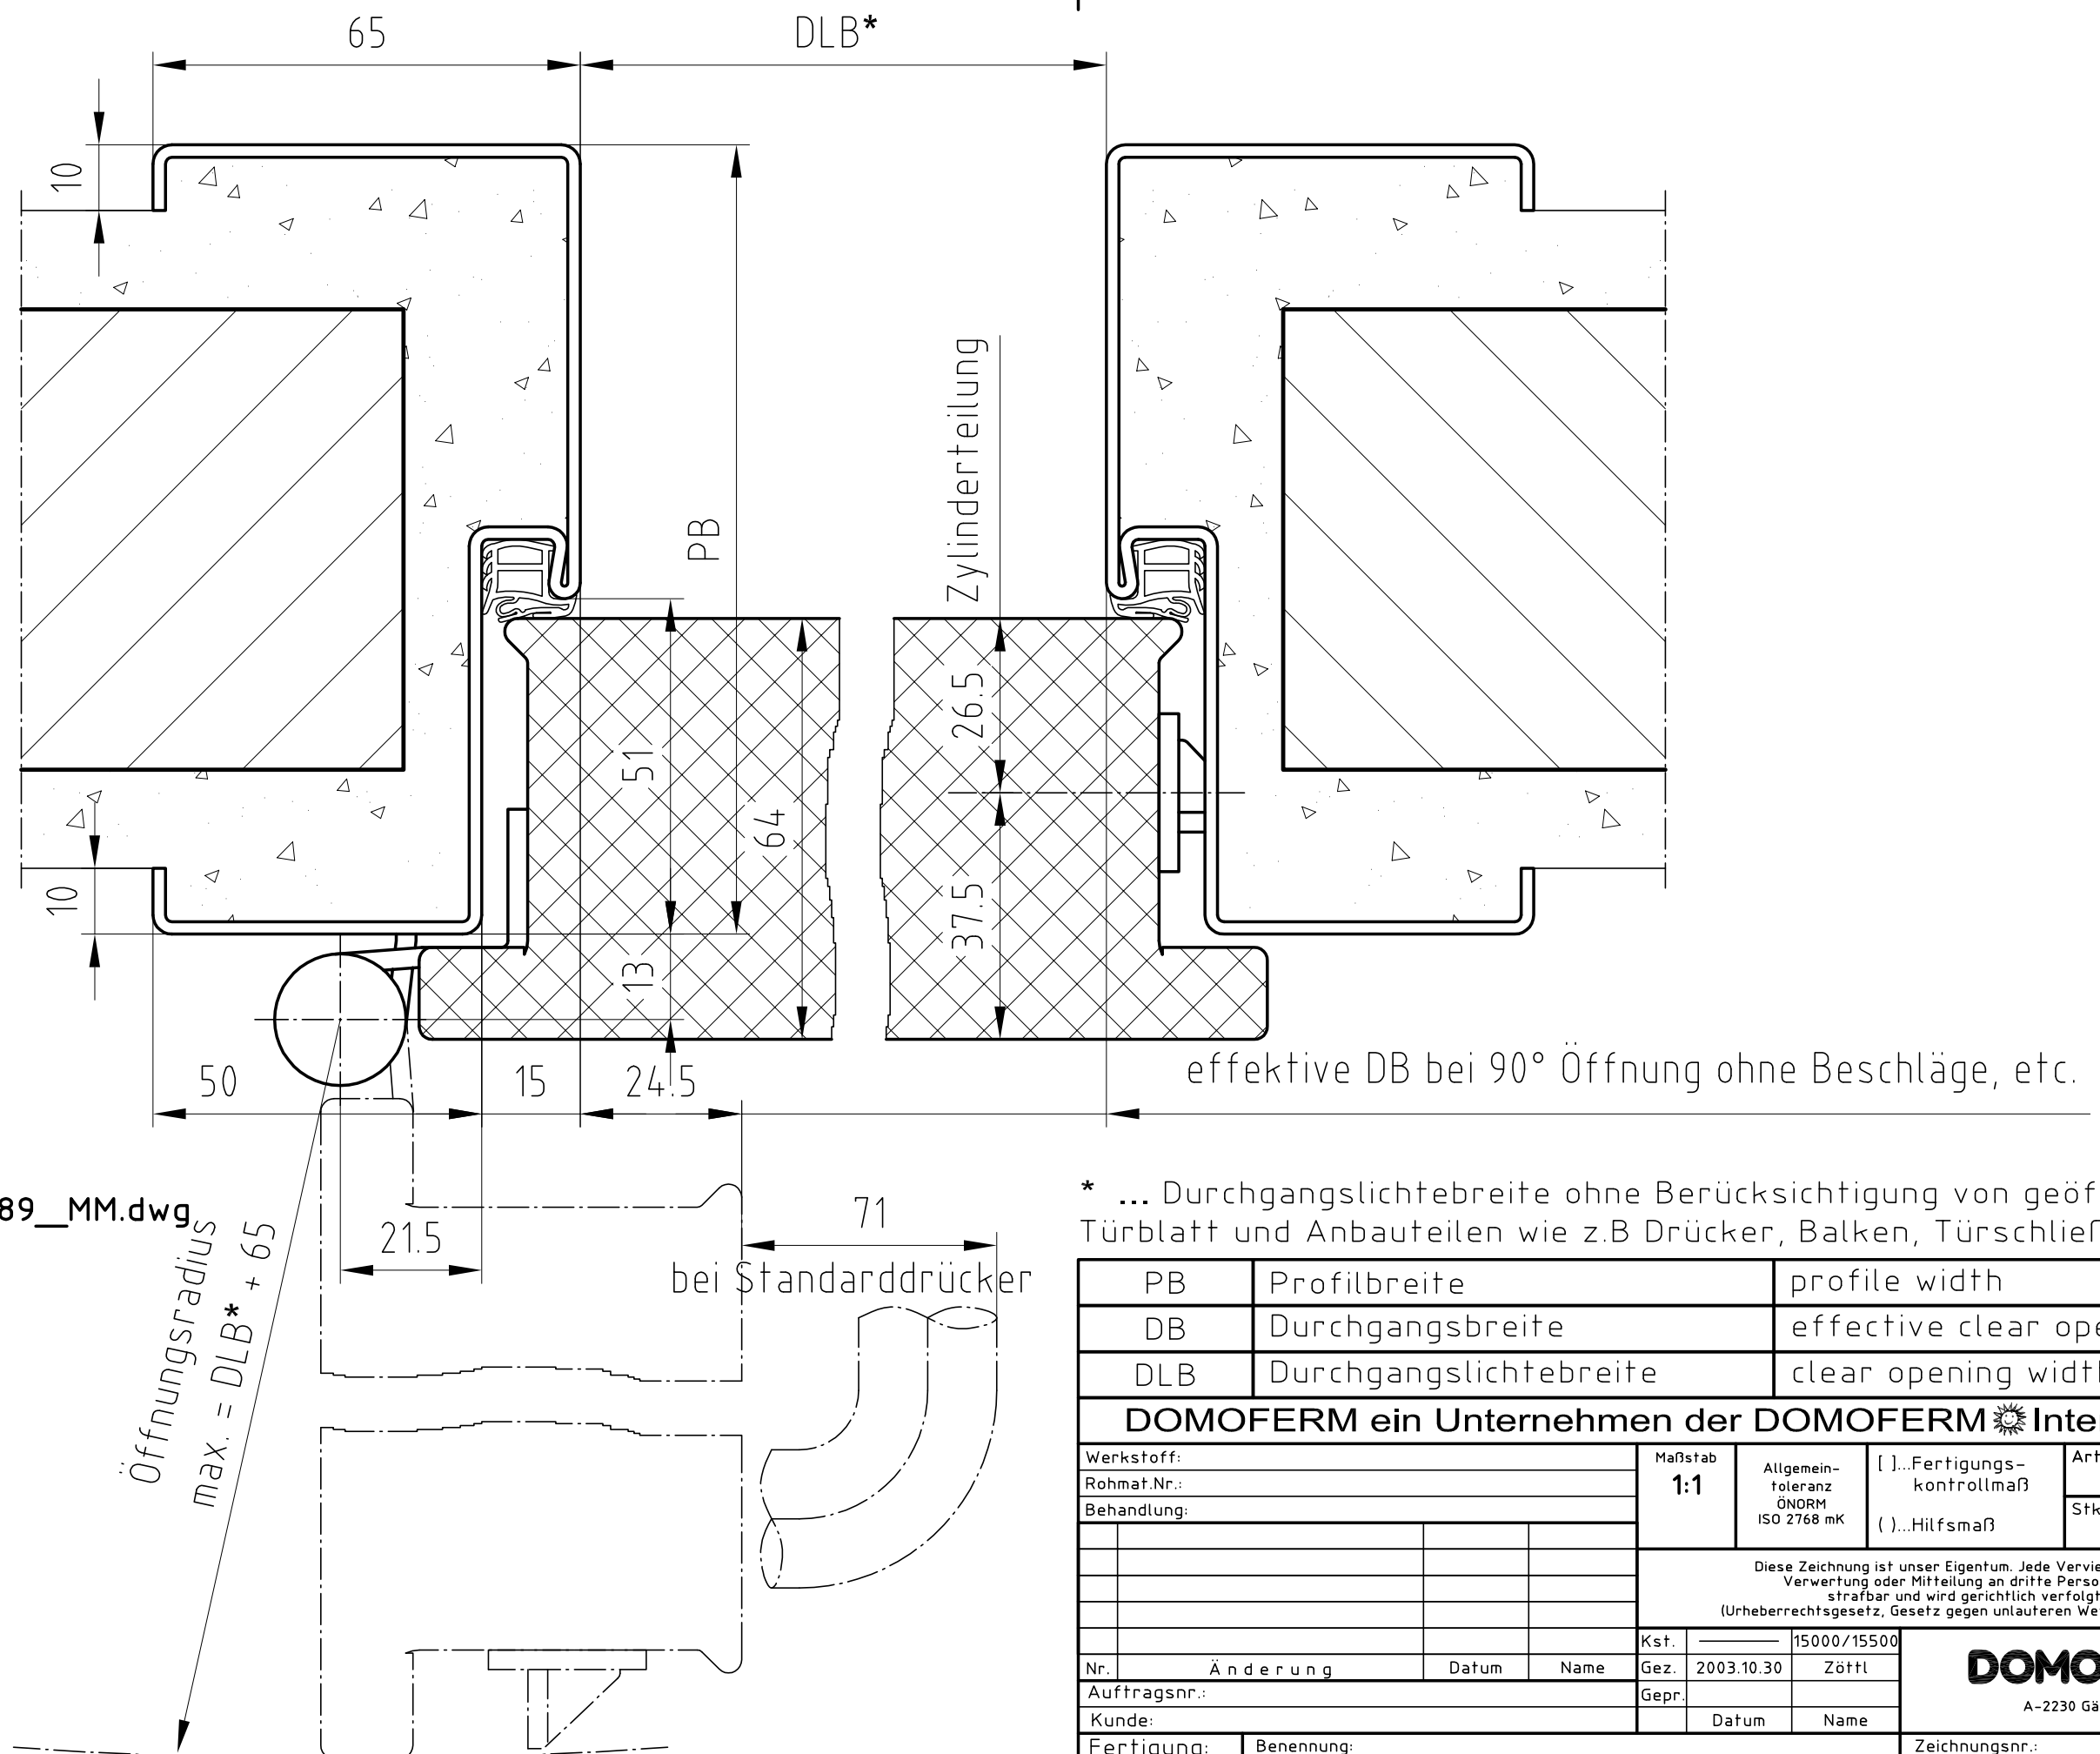 65
DLB*
10
PB
Zylinderteilung
26.5
51
64
37.5
10
13
50
15
24.5
effektive DB bei 90° Öffnung ohne Beschläge, etc.
89__MM.dwg
21.5
71
bei Standarddrücker
Öffnungsradius
max. = DLB* + 65
* ... Durchgangslichtebreite ohne Berücksichtigung von geöf
Türblatt und Anbauteilen wie z.B Drücker, Balken, Türschließ
PB Profilbreite profile width
DB Durchgangsbreite effective clear ope
DLB Durchgangslichtebreite clear opening width
DOMOFERM ein Unternehmen der DOMOFERM Inte
Werkstoff:
Rohmat.Nr.:
Behandlung:
Maßstab
1:1
Allgemein-
toleranz
ÖNORM
ISO 2768 mK
[ ]...Fertigungs-
kontrollmaß
( )...Hilfsmaß
Art
Stk
Diese Zeichnung ist unser Eigentum. Jede Vervie
Verwertung oder Mitteilung an dritte Perso
strafbar und wird gerichtlich verfolgt
(Urheberrechtsgesetz, Gesetz gegen unlauteren We
Kst. 15000/15500
Nr. Änderung Datum Name
Gez. 2003.10.30 Zöttl
Gepr.
Datum Name
DOMO
A-2230 Gä
Auftragsnr.:
Kunde:
Fertigung:
Benennung:
Zeichnungsnr.: